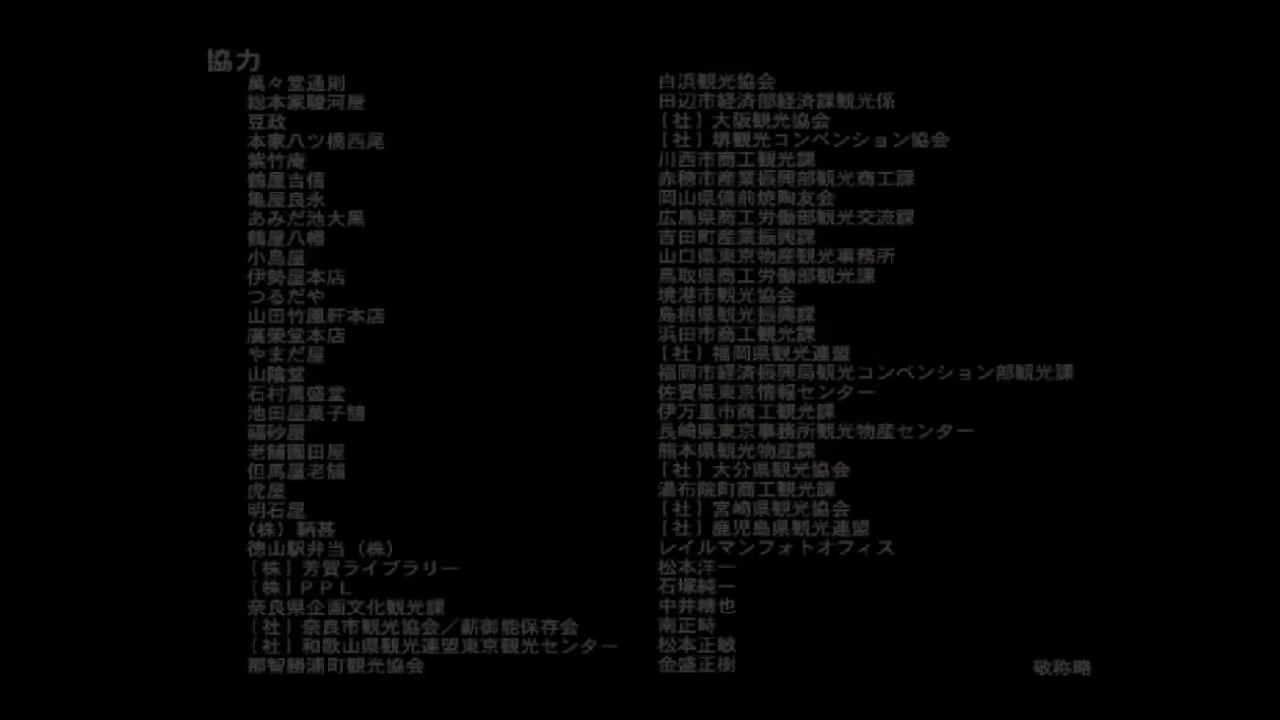 協力
萬々堂通則
総本家駿河屋
豆政
本家八ツ橋西尾
紫竹庵
鶴屋吉信
亀屋良永
あみだ池大黒
鶴屋八幡
小島屋
伊勢屋本店
つるだや
山田竹鳳軒本店
廣榮堂本店
やまだ屋
山陰堂
石村萬盛堂
池田屋菓子舗
福砂屋
老舗園田屋
但馬屋老舗
虎屋
明石屋
(株) 鞆甚
徳山駅弁当 (株)
〔株〕芳賀ライブラリー
〔株〕PPL
奈良県企画文化観光課
〔社〕奈良市観光協会／薪御能保存会
〔社〕和歌山県観光連盟東京観光センター
那智勝浦町観光協会
白浜観光協会
田辺市経済部経済課観光係
〔社〕大阪観光協会
〔社〕堺観光コンベンション協会
川西市商工観光課
赤穂市産業振興部観光商工課
岡山県備前焼陶友会
広島県商工労働部観光交流課
吉田町産業振興課
山口県東京物産観光事務所
鳥取県商工労働部観光課
境港市観光協会
島根県観光振興課
浜田市商工観光課
〔社〕福岡県観光連盟
福岡市経済振興局観光コンベンション部観光課
佐賀県東京情報センター
伊万里市商工観光課
長崎県東京事務所観光物産センター
熊本県観光物産課
〔社〕大分県観光協会
湯布院町商工観光課
〔社〕宮崎県観光協会
〔社〕鹿児島県観光連盟
レイルマンフォトオフィス
松本洋一
石塚純一
中井精也
南正時
松本正敏
金盛正樹
敬称略